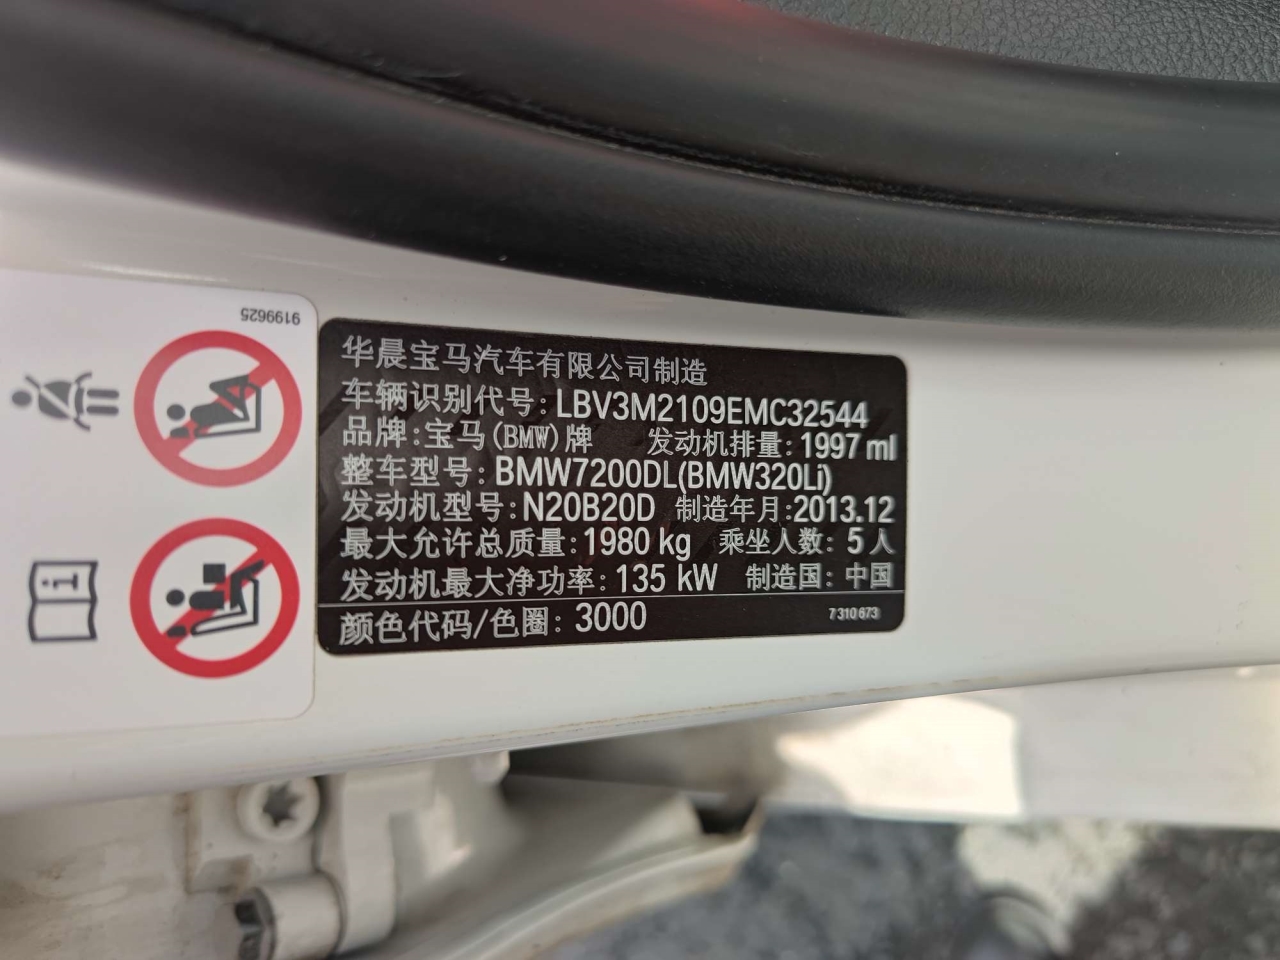 9199625
华晨宝马汽车有限公司制造
车辆识别代号: LBV3M2109EMC32544
品牌:宝马(BMW)牌 发动机排量: 1997 ml
整车型号: BMW7200DL(BMW320Li)
发动机型号: N20B20D 制造年月:2013.12
最大允许总质量: 1980 kg 乘坐人数: 5人
发动机最大净功率: 135 kW 制造国: 中国
颜色代码/色圈: 3000 7 310 673